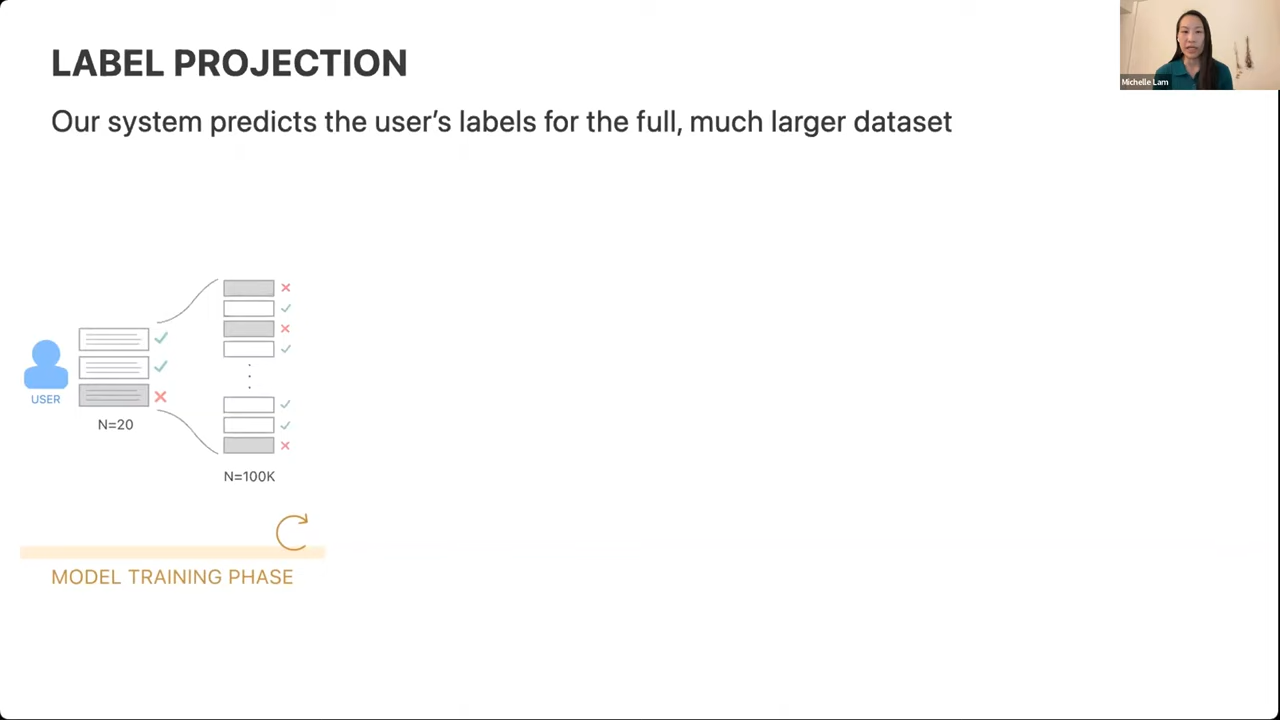 LABEL PROJECTION
Our system predicts the user’s labels for the full, much larger dataset
Michelle Lam
USER
N=20
N=100K
MODEL TRAINING PHASE